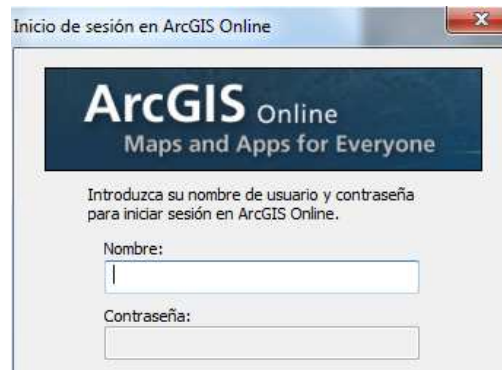 Inicio de sesión en ArcGIS Online
ArcGIS Online
Maps and Apps for Everyone
Introduzca su nombre de usuario y contraseña
para iniciar sesión en ArcGIS Online.
Nombre:
Contraseña: